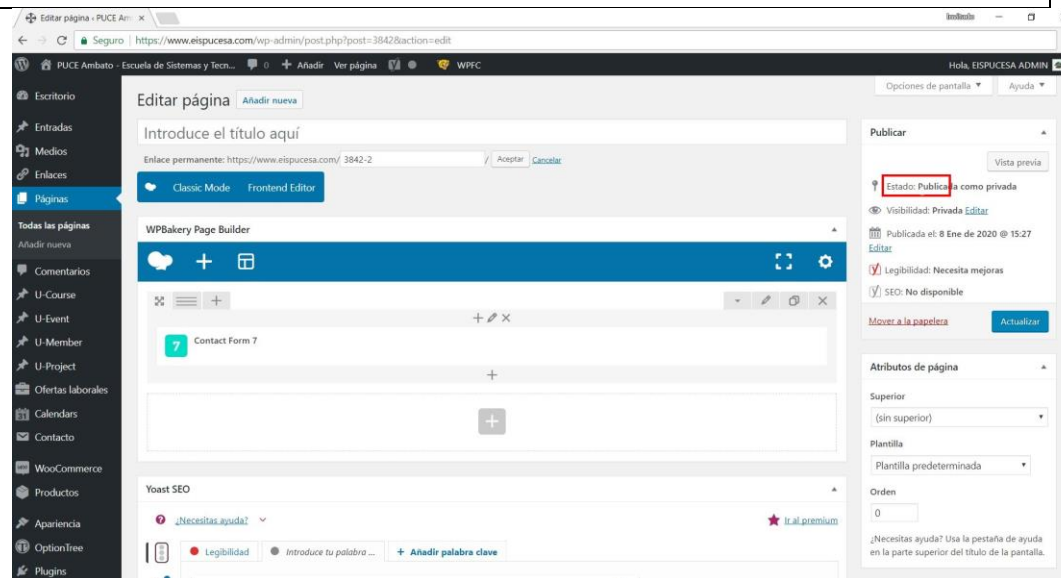 Editar página ‹ PUCE Am
Seguro | https://www.eispucesa.com/wp-admin/post.php?post=3842&action=edit
PUCE Ambato - Escuela de Sistemas y Tecn... 0 + Añadir Ver página WPFC Hola, EISPUCESA ADMIN
Opciones de pantalla Ayuda
Escritorio
Entradas
Medios
Enlaces
Páginas
Todas las páginas
Añadir nueva
Comentarios
U-Course
U-Event
U-Member
U-Project
Ofertas laborales
Calendars
Contacto
WooCommerce
Productos
Apariencia
OptionTree
Plugins
Editar página Añadir nueva
Introduce el título aquí
Enlace permanente: https://www.eispucesa.com/ 3842-2 / Aceptar Cancelar
Classic Mode Frontend Editor
WPBakery Page Builder
7 Contact Form 7
Yoast SEO
¿Necesitas ayuda? Ir al premium
Legibilidad Introduce tu palabra ... + Añadir palabra clave
Publicar
Vista previa
Estado: Publicada como privada
Visibilidad: Privada Editar
Publicada el: 8 Ene de 2020 @ 15:27
Editar
Legibilidad: Necesita mejoras
SEO: No disponible
Mover a la papelera Actualizar
Atributos de página
Superior
(sin superior)
Plantilla
Plantilla predeterminada
Orden
0
¿Necesitas ayuda? Usa la pestaña de ayuda
en la parte superior del título de la pantalla.